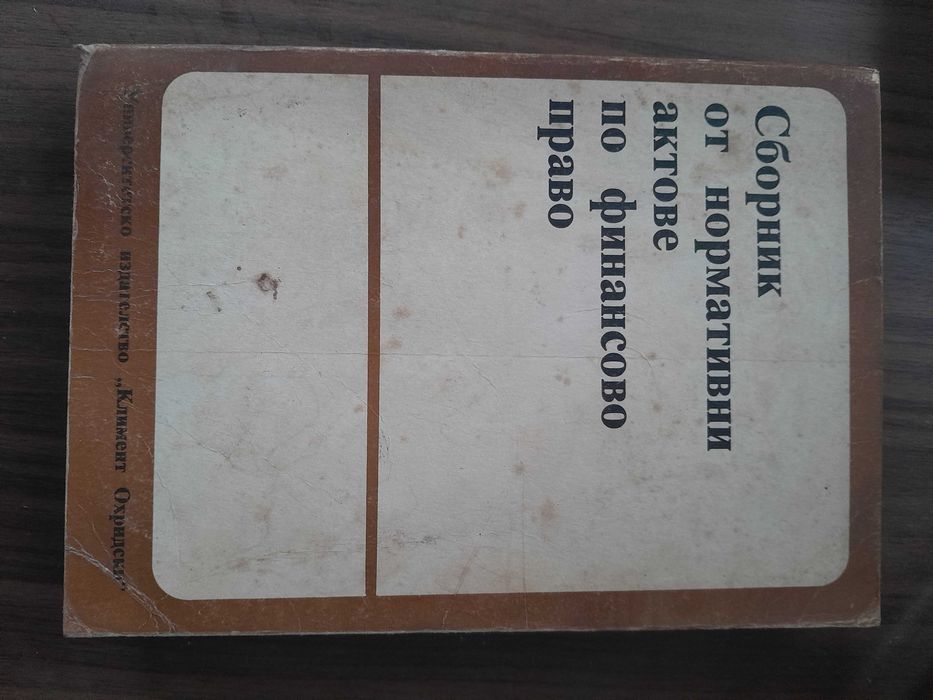 Сборник
от нормативни
актове
по финансово
право
Университетско издателство „Климент Охридски“